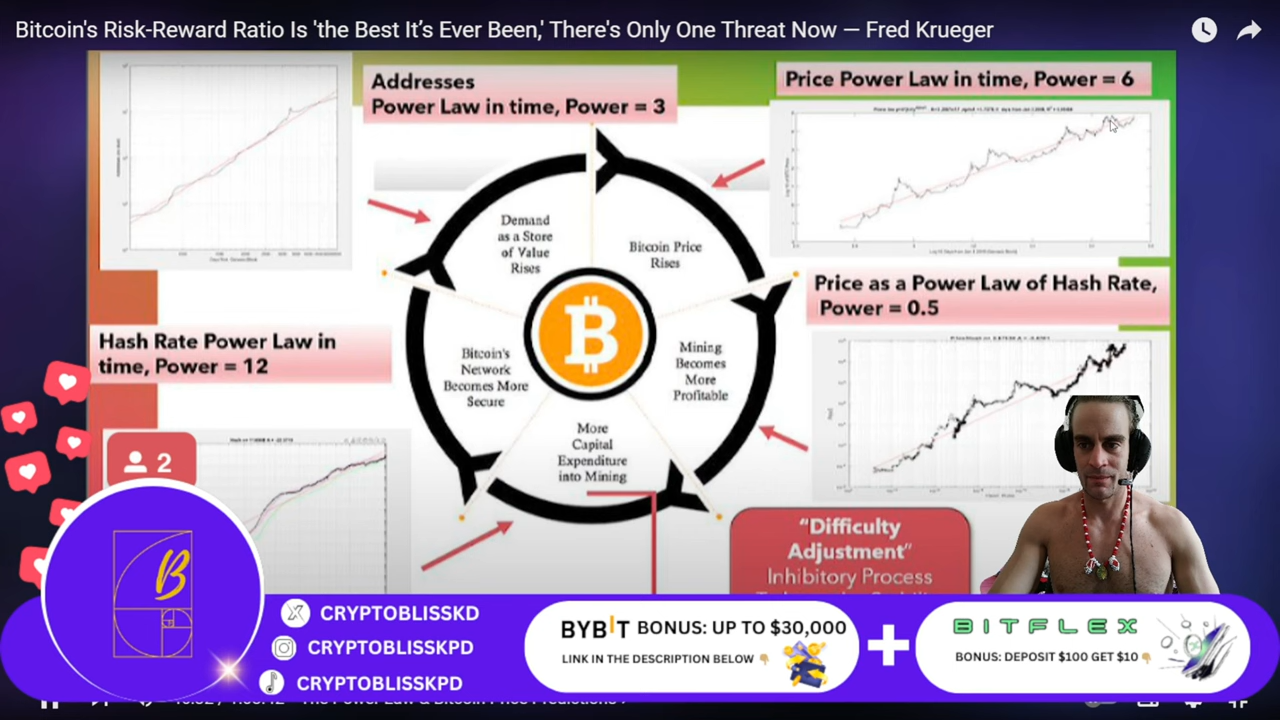 Bitcoin's Risk-Reward Ratio Is 'the Best It’s Ever Been,' There's Only One Threat Now — Fred Krueger
Addresses
Power Law in time, Power = 3
Price Power Law in time, Power = 6
Demand
as a Store
of Value
Rises
Bitcoin Price
Rises
Price as a Power Law of Hash Rate,
Power = 0.5
Hash Rate Power Law in
time, Power = 12
Bitcoin's
Network
Becomes More
Secure
Mining
Becomes
More
Profitable
More
Capital
Expenditure
into Mining
2
“Difficulty
Adjustment”
Inhibitory Process
B
CRYPTOBLISSKD
CRYPTOBLISSKPD
CRYPTOBLISSKPD
BYBIT BONUS: UP TO $30,000
LINK IN THE DESCRIPTION BELOW
BITFLEX
BONUS: DEPOSIT $100 GET $10